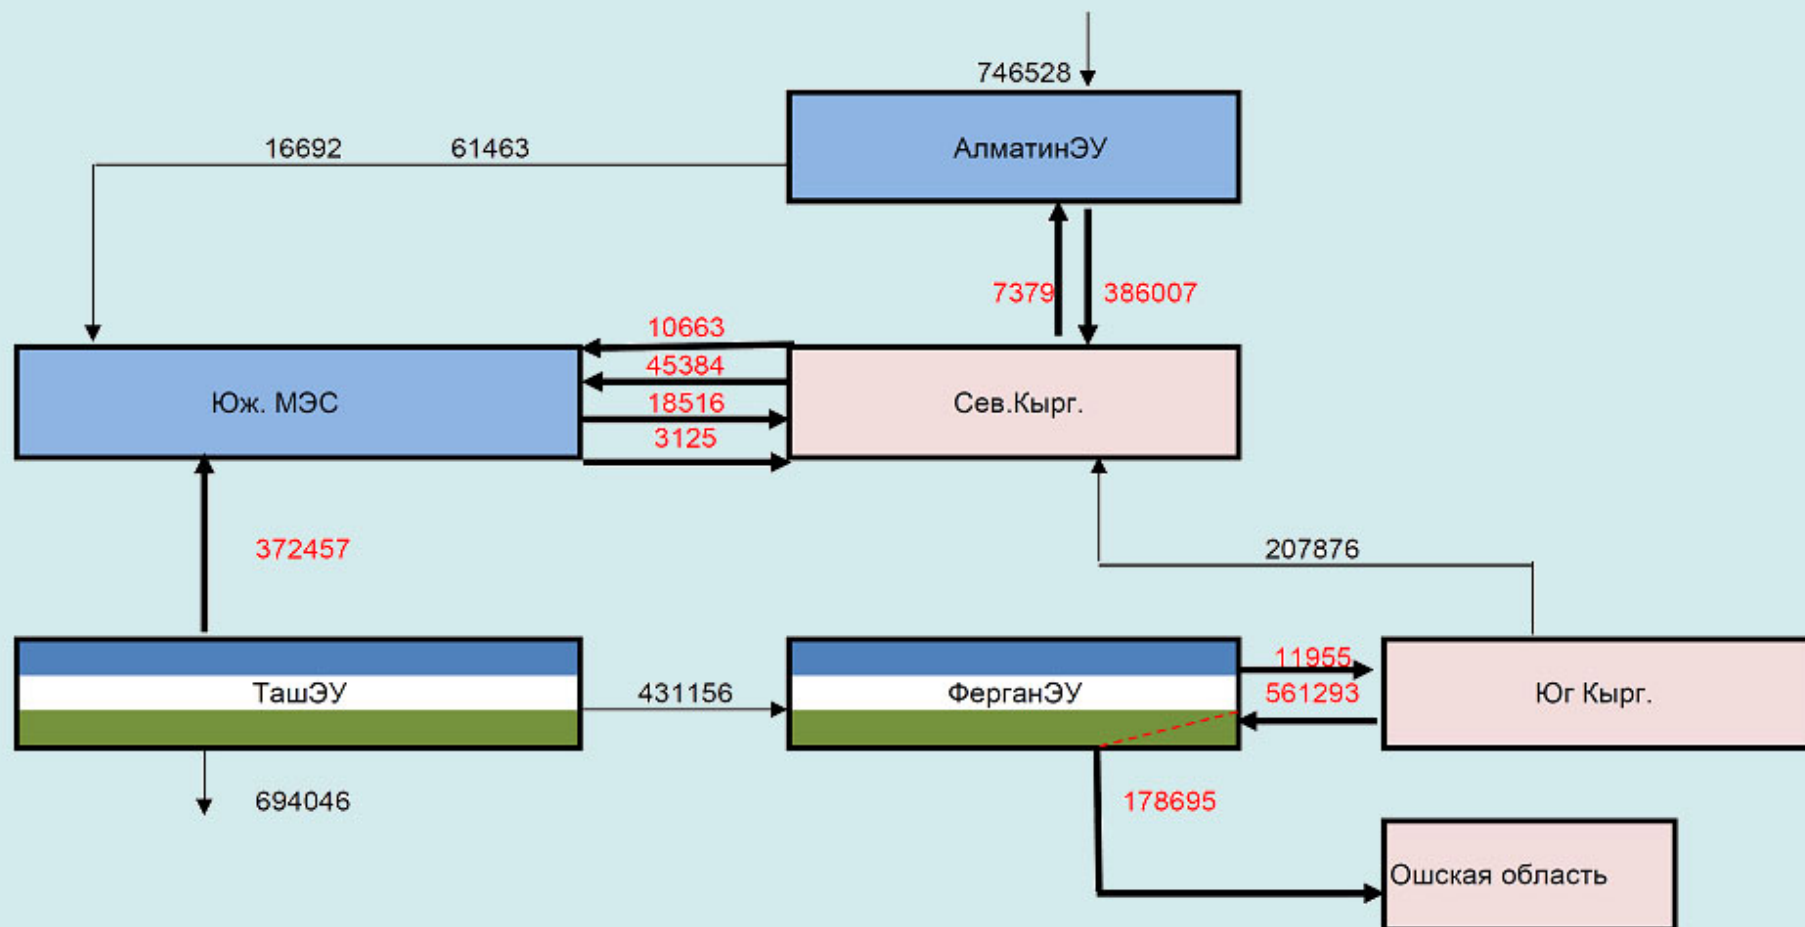 746528
16692 61463
АлматинЭУ
7379 386007
10663
45384
18516
3125
Юж. МЭС
Сев.Кырг.
372457
207876
ТашЭУ
431156
ФерганЭУ
11955
561293
Юг Кырг.
694046
178695
Ошская область